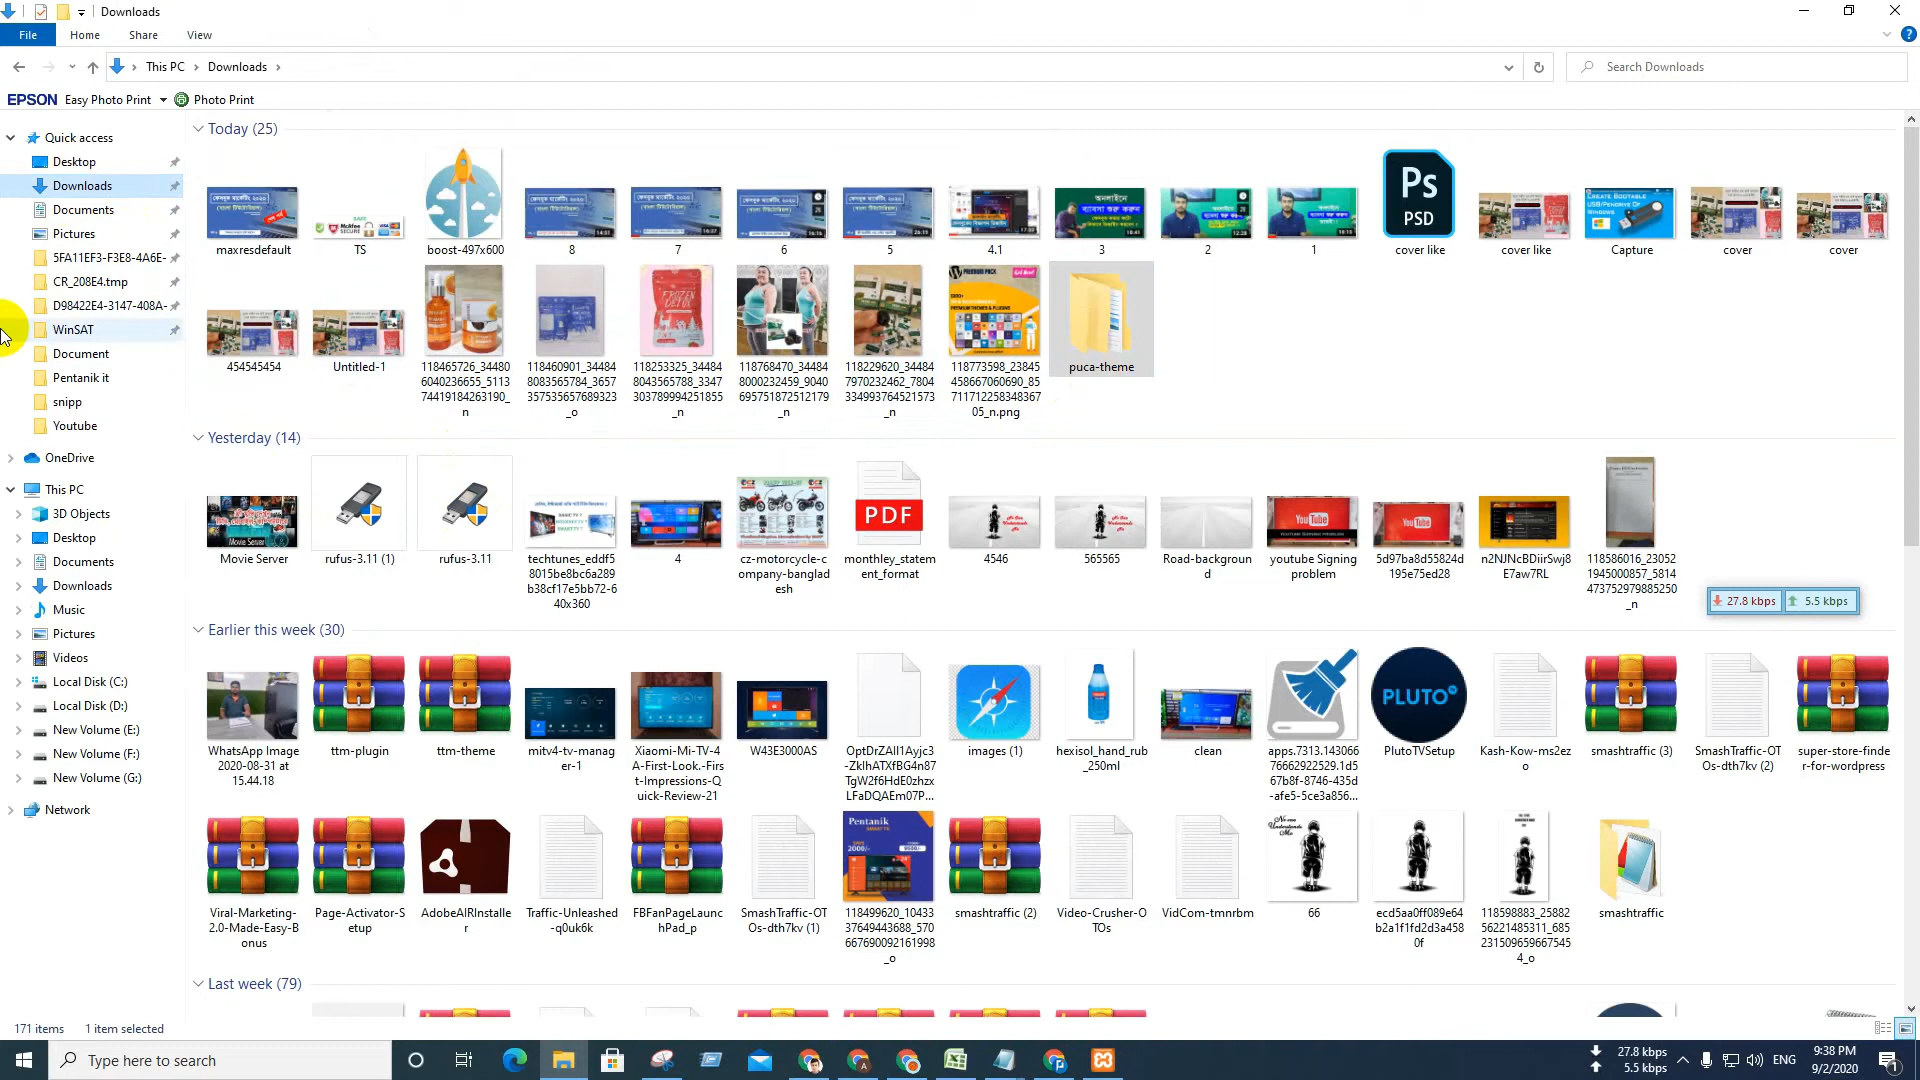 Downloads
File
Home
Share
View
This PC
Downloads
Search Downloads
EPSON
Easy Photo Print
Photo Print
Quick access
Desktop
Downloads
Documents
Pictures
5FA11EF3-F3E8-4A6E-
CR_208E4.tmp
D98422E4-3147-408A-
WinSAT
Document
Pentanik it
snipp
Youtube
OneDrive
This PC
3D Objects
Desktop
Documents
Downloads
Music
Pictures
Videos
Local Disk (C:)
Local Disk (D:)
New Volume (E:)
New Volume (F:)
New Volume (G:)
Network
Today (25)
maxresdefault
TS
boost-497x600
8
7
6
5
4.1
3
2
1
Ps
PSD
cover like
cover like
Capture
cover
cover
454545454
Untitled-1
118465726_34480
6040236655_5113
74419184263190_
n
118460901_344848
8083565784_3657
357535657689323
_o
118253325_344848
8043565788_3347
303789994251855
_n
118768470_344848
8000232459_9040
695751872512179
_n
118229620_344848
7970232462_7804
334993764521573
_n
118773598_23845
458667060690_85
711712258348367
05_n.png
puca-theme
Yesterday (14)
Movie Server
rufus-3.11 (1)
rufus-3.11
techtunes_eddf5
8015be8bc6a289
b38cf17e5bb72-6
40x360
4
cz-motorcycle-c
ompany-banglad
esh
PDF
monthley_statem
ent_format
4546
565565
Road-backgroun
d
youtube Signing
problem
5d97ba8d55824d
195e75ed28
n2NJNcBDiirSwj8
E7aw7RL
118586016_23052
1945000857_5814
473752979885250
_n
27.8 kbps
5.5 kbps
Earlier this week (30)
WhatsApp Image
2020-08-31 at
15.44.18
ttm-plugin
ttm-theme
mitv4-tv-manag
er-1
Xiaomi-Mi-TV-4
A-First-Look.-Firs
t-Impressions-Q
uick-Review-21
W43E3000AS
OptDrZAIl1Ayjc3
-ZkIhATXfBG4n87
TgW2f6HdE0zhzx
LFaDQAEm07P...
images (1)
hexisol_hand_rub
_250ml
clean
apps.7313.143066
76662922529.1d5
67b8f-8746-435d
-afe5-5ce3a856...
PLUTO
PlutoTVSetup
Kash-Kow-ms2ez
o
smashtraffic (3)
SmashTraffic-OT
Os-dth7kv (2)
super-store-finde
r-for-wordpress
Viral-Marketing-
2.0-Made-Easy-B
onus
Page-Activator-S
etup
AdobeAIRInstalle
r
Traffic-Unleashed
-q0uk6k
FBFanPageLaunc
hPad_p
SmashTraffic-OT
Os-dth7kv (1)
118499620_10433
37649443688_570
667690092161998
_o
smashtraffic (2)
Video-Crusher-O
TOs
VidCom-tmnrbm
66
ecd5aa0ff089e64
b2a1f1fd2d3a458
0f
118598883_25882
56221485311_685
231509659667545
4_o
smashtraffic
Last week (79)
171 items
1 item selected
Type here to search
27.8 kbps
5.5 kbps
ENG
9:38 PM
9/2/2020